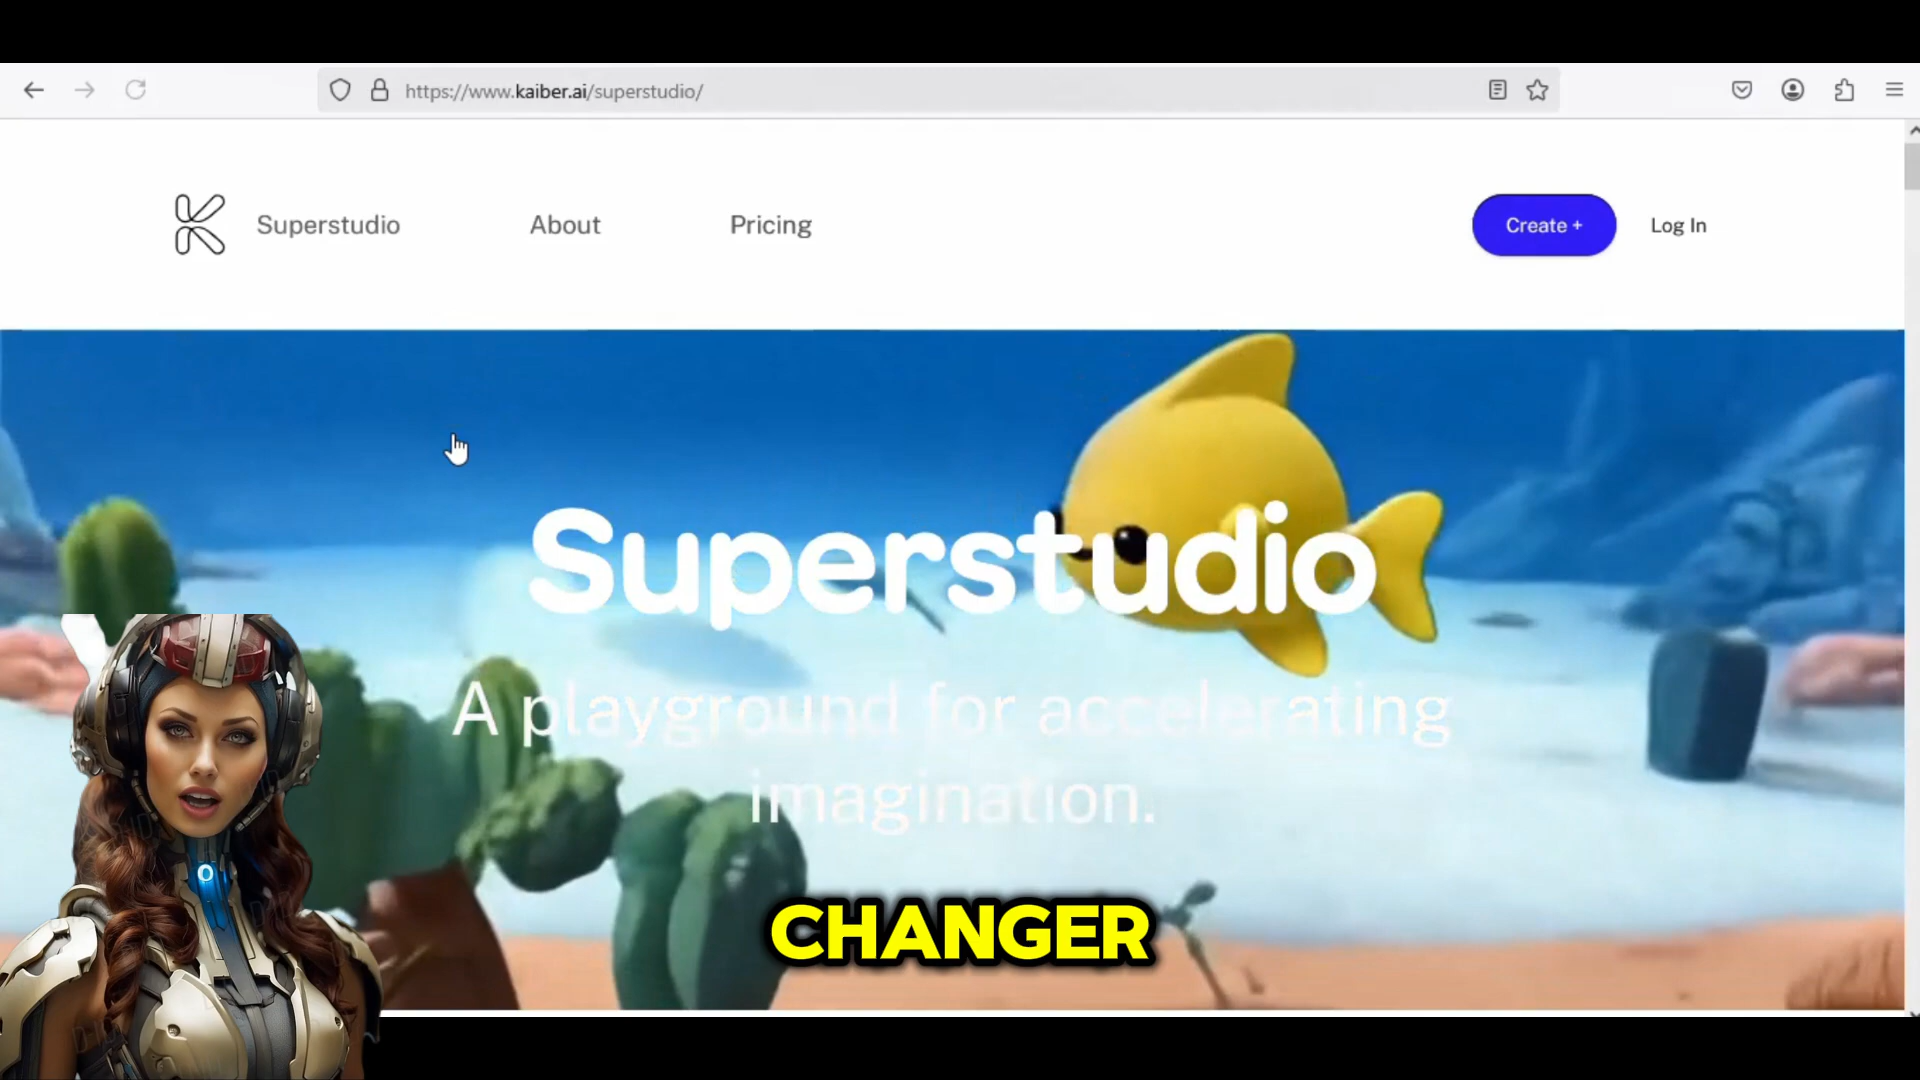 https://www.kaiber.ai/superstudio/
Superstudio About Pricing Create + Log In
Superstudio
A playground for accelerating
imagination.
CHANGER